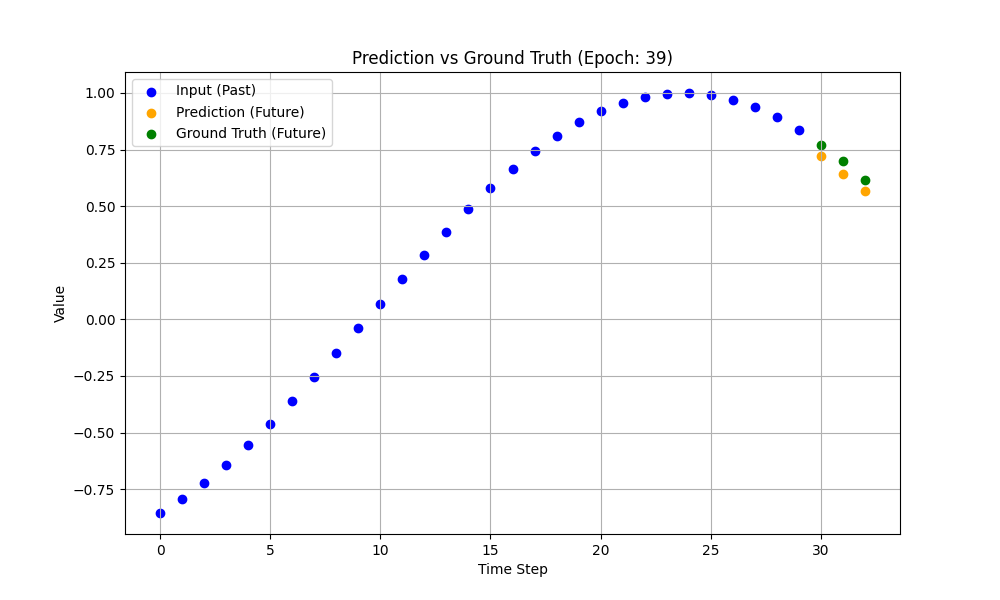 Prediction vs Ground Truth (Epoch: 39)
Input (Past)
Prediction (Future)
Ground Truth (Future)
1.00
0.75
0.50
0.25
0.00
−0.25
−0.50
−0.75
Value
0 5 10 15 20 25 30
Time Step